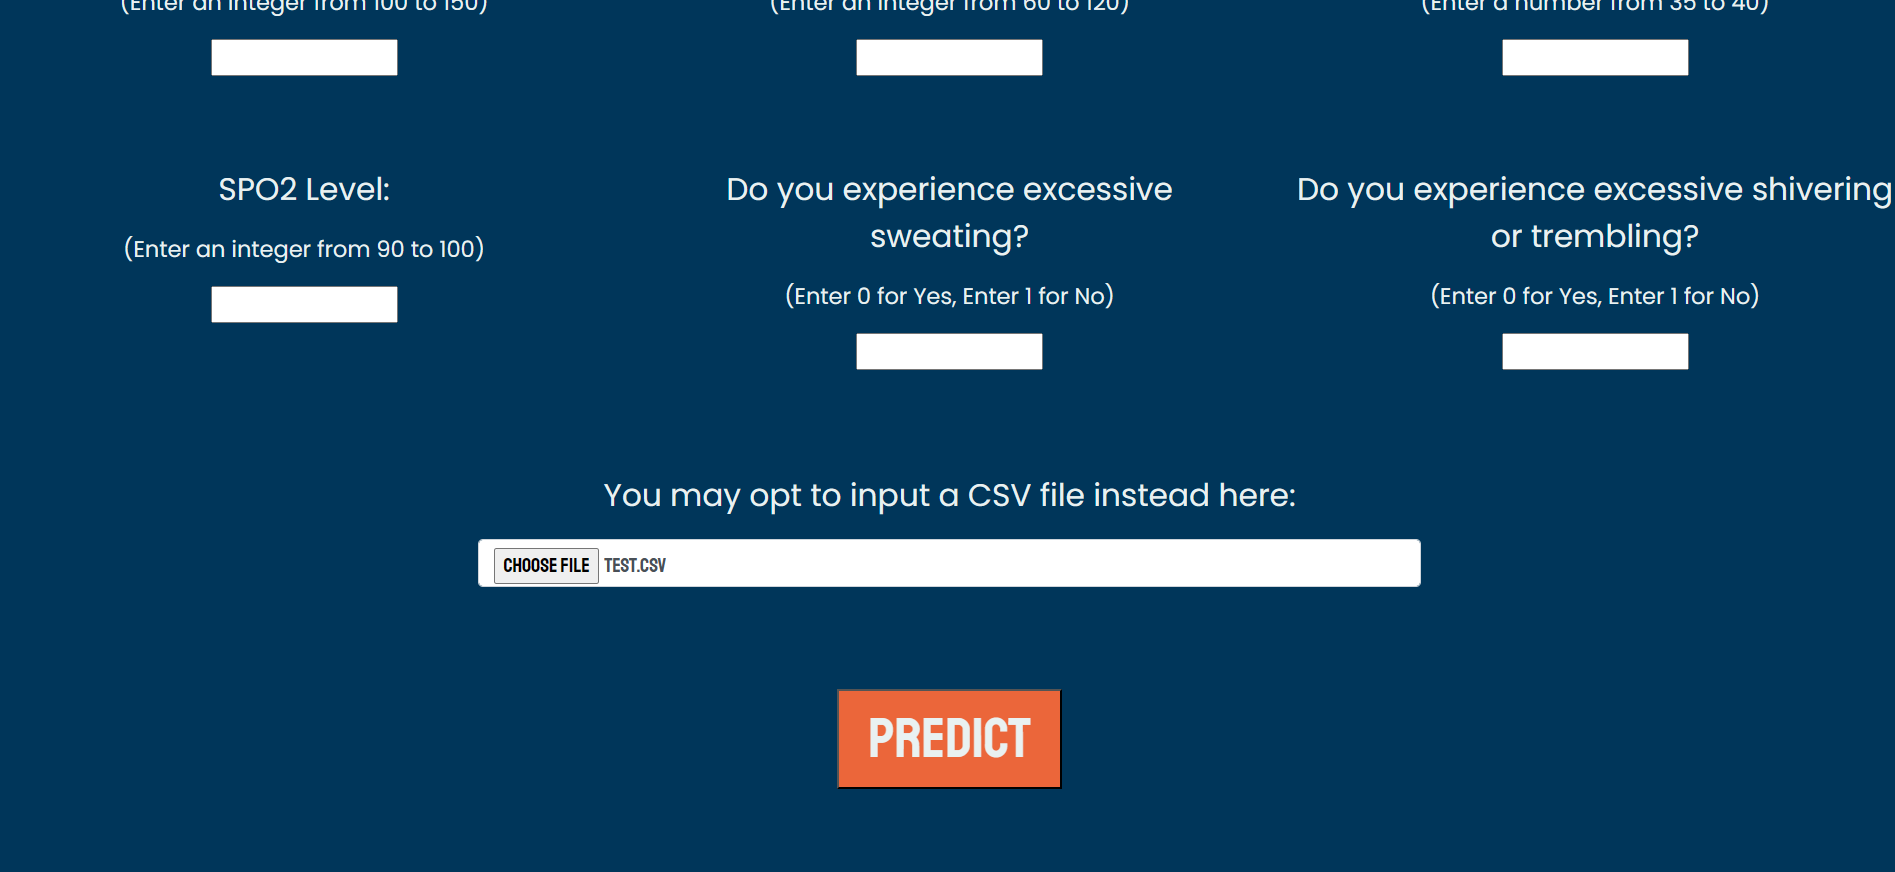 (Enter an integer from 100 to 150)
(Enter an integer from 60 to 120)
(Enter a number from 35 to 40)
SPO2 Level:
(Enter an integer from 90 to 100)
Do you experience excessive
sweating?
(Enter 0 for Yes, Enter 1 for No)
Do you experience excessive shivering
or trembling?
(Enter 0 for Yes, Enter 1 for No)
You may opt to input a CSV file instead here:
CHOOSE FILE TEST.CSV
PREDICT